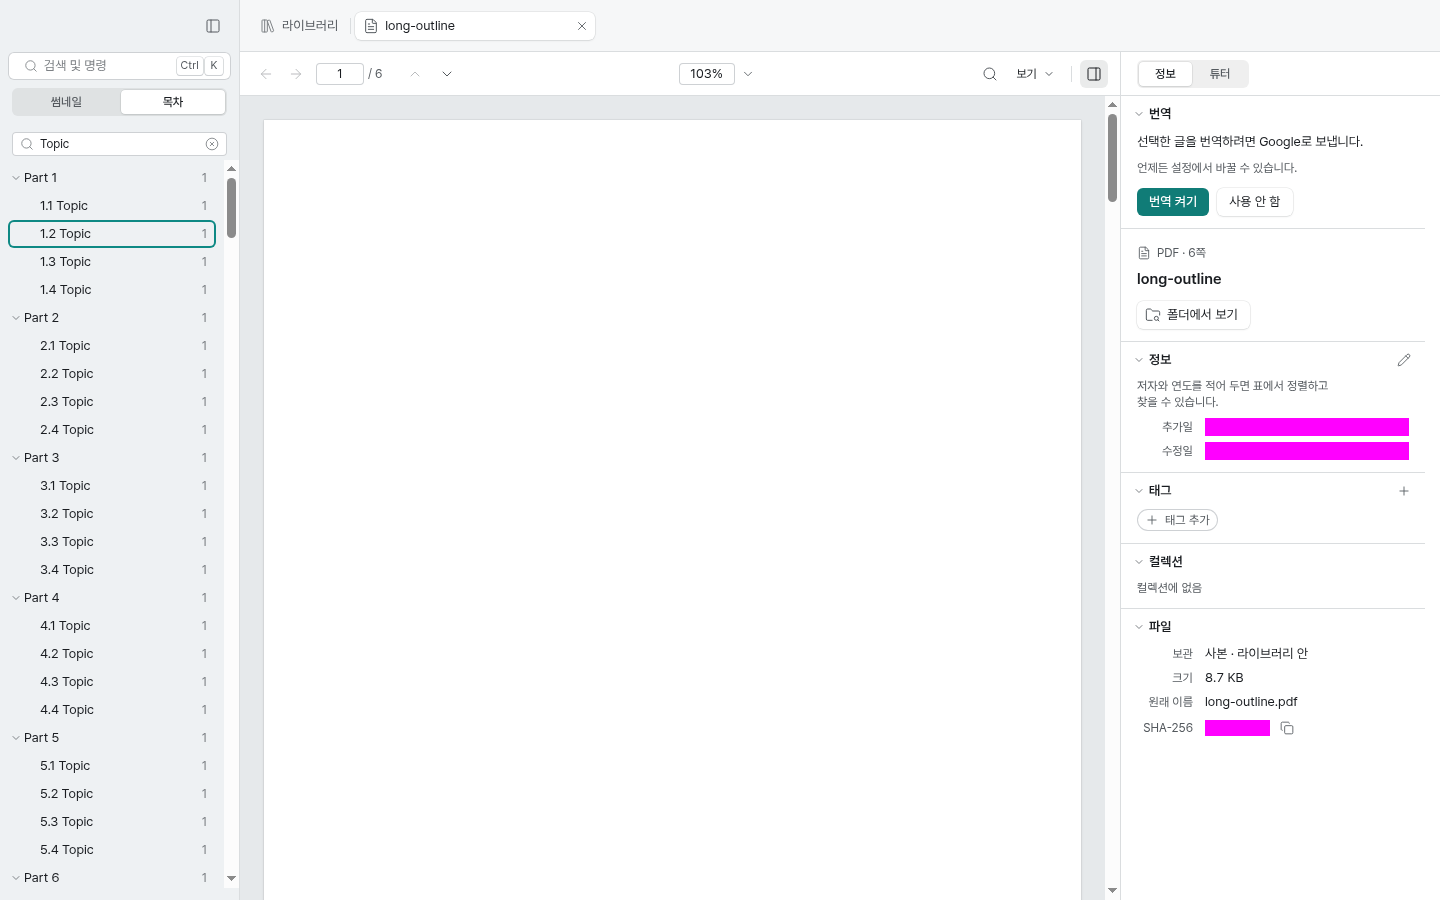 라이브러리
long-outline
검색 및 명령
Ctrl
K
썸네일
목차
1
/ 6
103%
보기
정보
튜터
Topic
Part 1 1
1.1 Topic 1
1.2 Topic 1
1.3 Topic 1
1.4 Topic 1
Part 2 1
2.1 Topic 1
2.2 Topic 1
2.3 Topic 1
2.4 Topic 1
Part 3 1
3.1 Topic 1
3.2 Topic 1
3.3 Topic 1
3.4 Topic 1
Part 4 1
4.1 Topic 1
4.2 Topic 1
4.3 Topic 1
4.4 Topic 1
Part 5 1
5.1 Topic 1
5.2 Topic 1
5.3 Topic 1
5.4 Topic 1
Part 6 1
번역
선택한 글을 번역하려면 Google로 보냅니다.
언제든 설정에서 바꿀 수 있습니다.
번역 켜기
사용 안 함
PDF · 6쪽
long-outline
폴더에서 보기
정보
저자와 연도를 적어 두면 표에서 정렬하고
찾을 수 있습니다.
추가일
수정일
태그
태그 추가
컬렉션
컬렉션에 없음
파일
보관 사본 · 라이브러리 안
크기 8.7 KB
원래 이름 long-outline.pdf
SHA-256